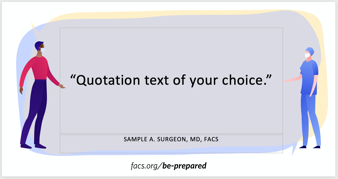 “Quotation text of your choice.”
SAMPLE A. SURGEON, MD, FACS
facs.org/be-prepared